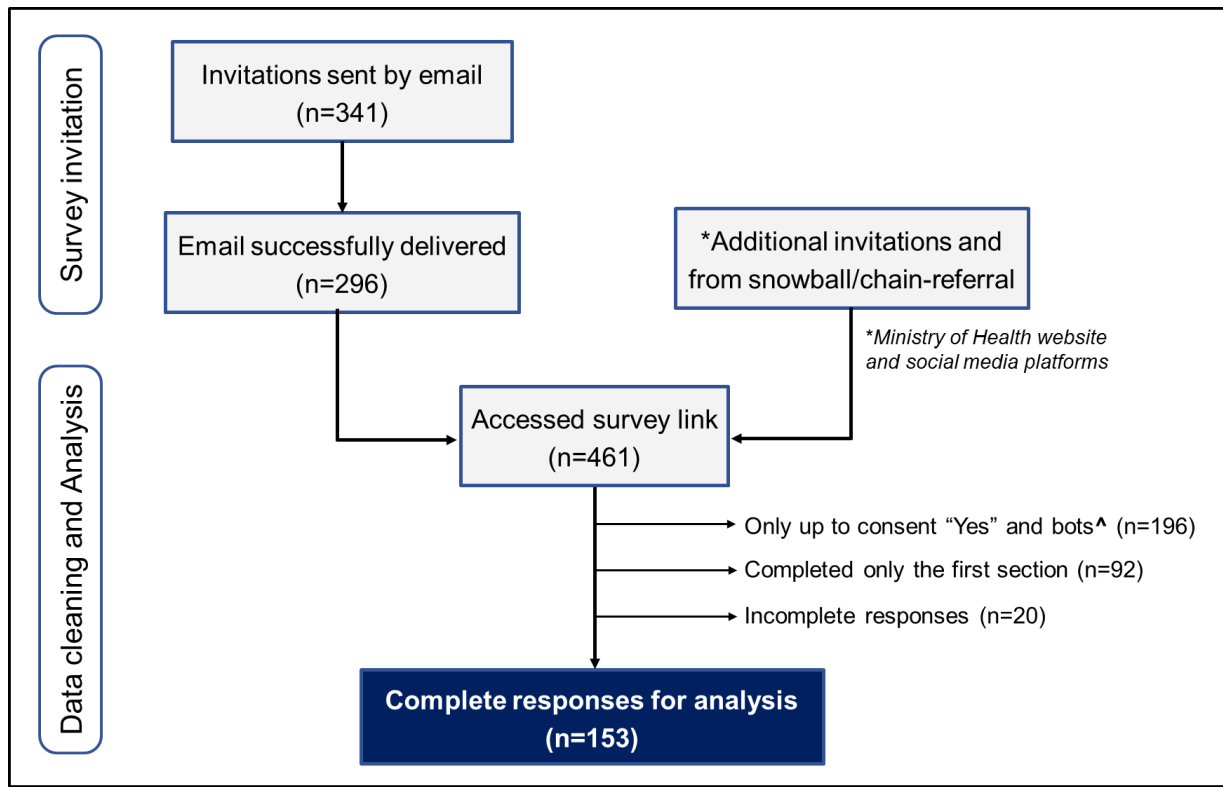 Survey invitation
Invitations sent by email
(n=341)
Email successfully delivered
(n=296)
*Additional invitations and
from snowball/chain-referral
*Ministry of Health website
and social media platforms
Data cleaning and Analysis
Accessed survey link
(n=461)
Only up to consent “Yes” and bots^ (n=196)
Completed only the first section (n=92)
Incomplete responses (n=20)
Complete responses for analysis
(n=153)